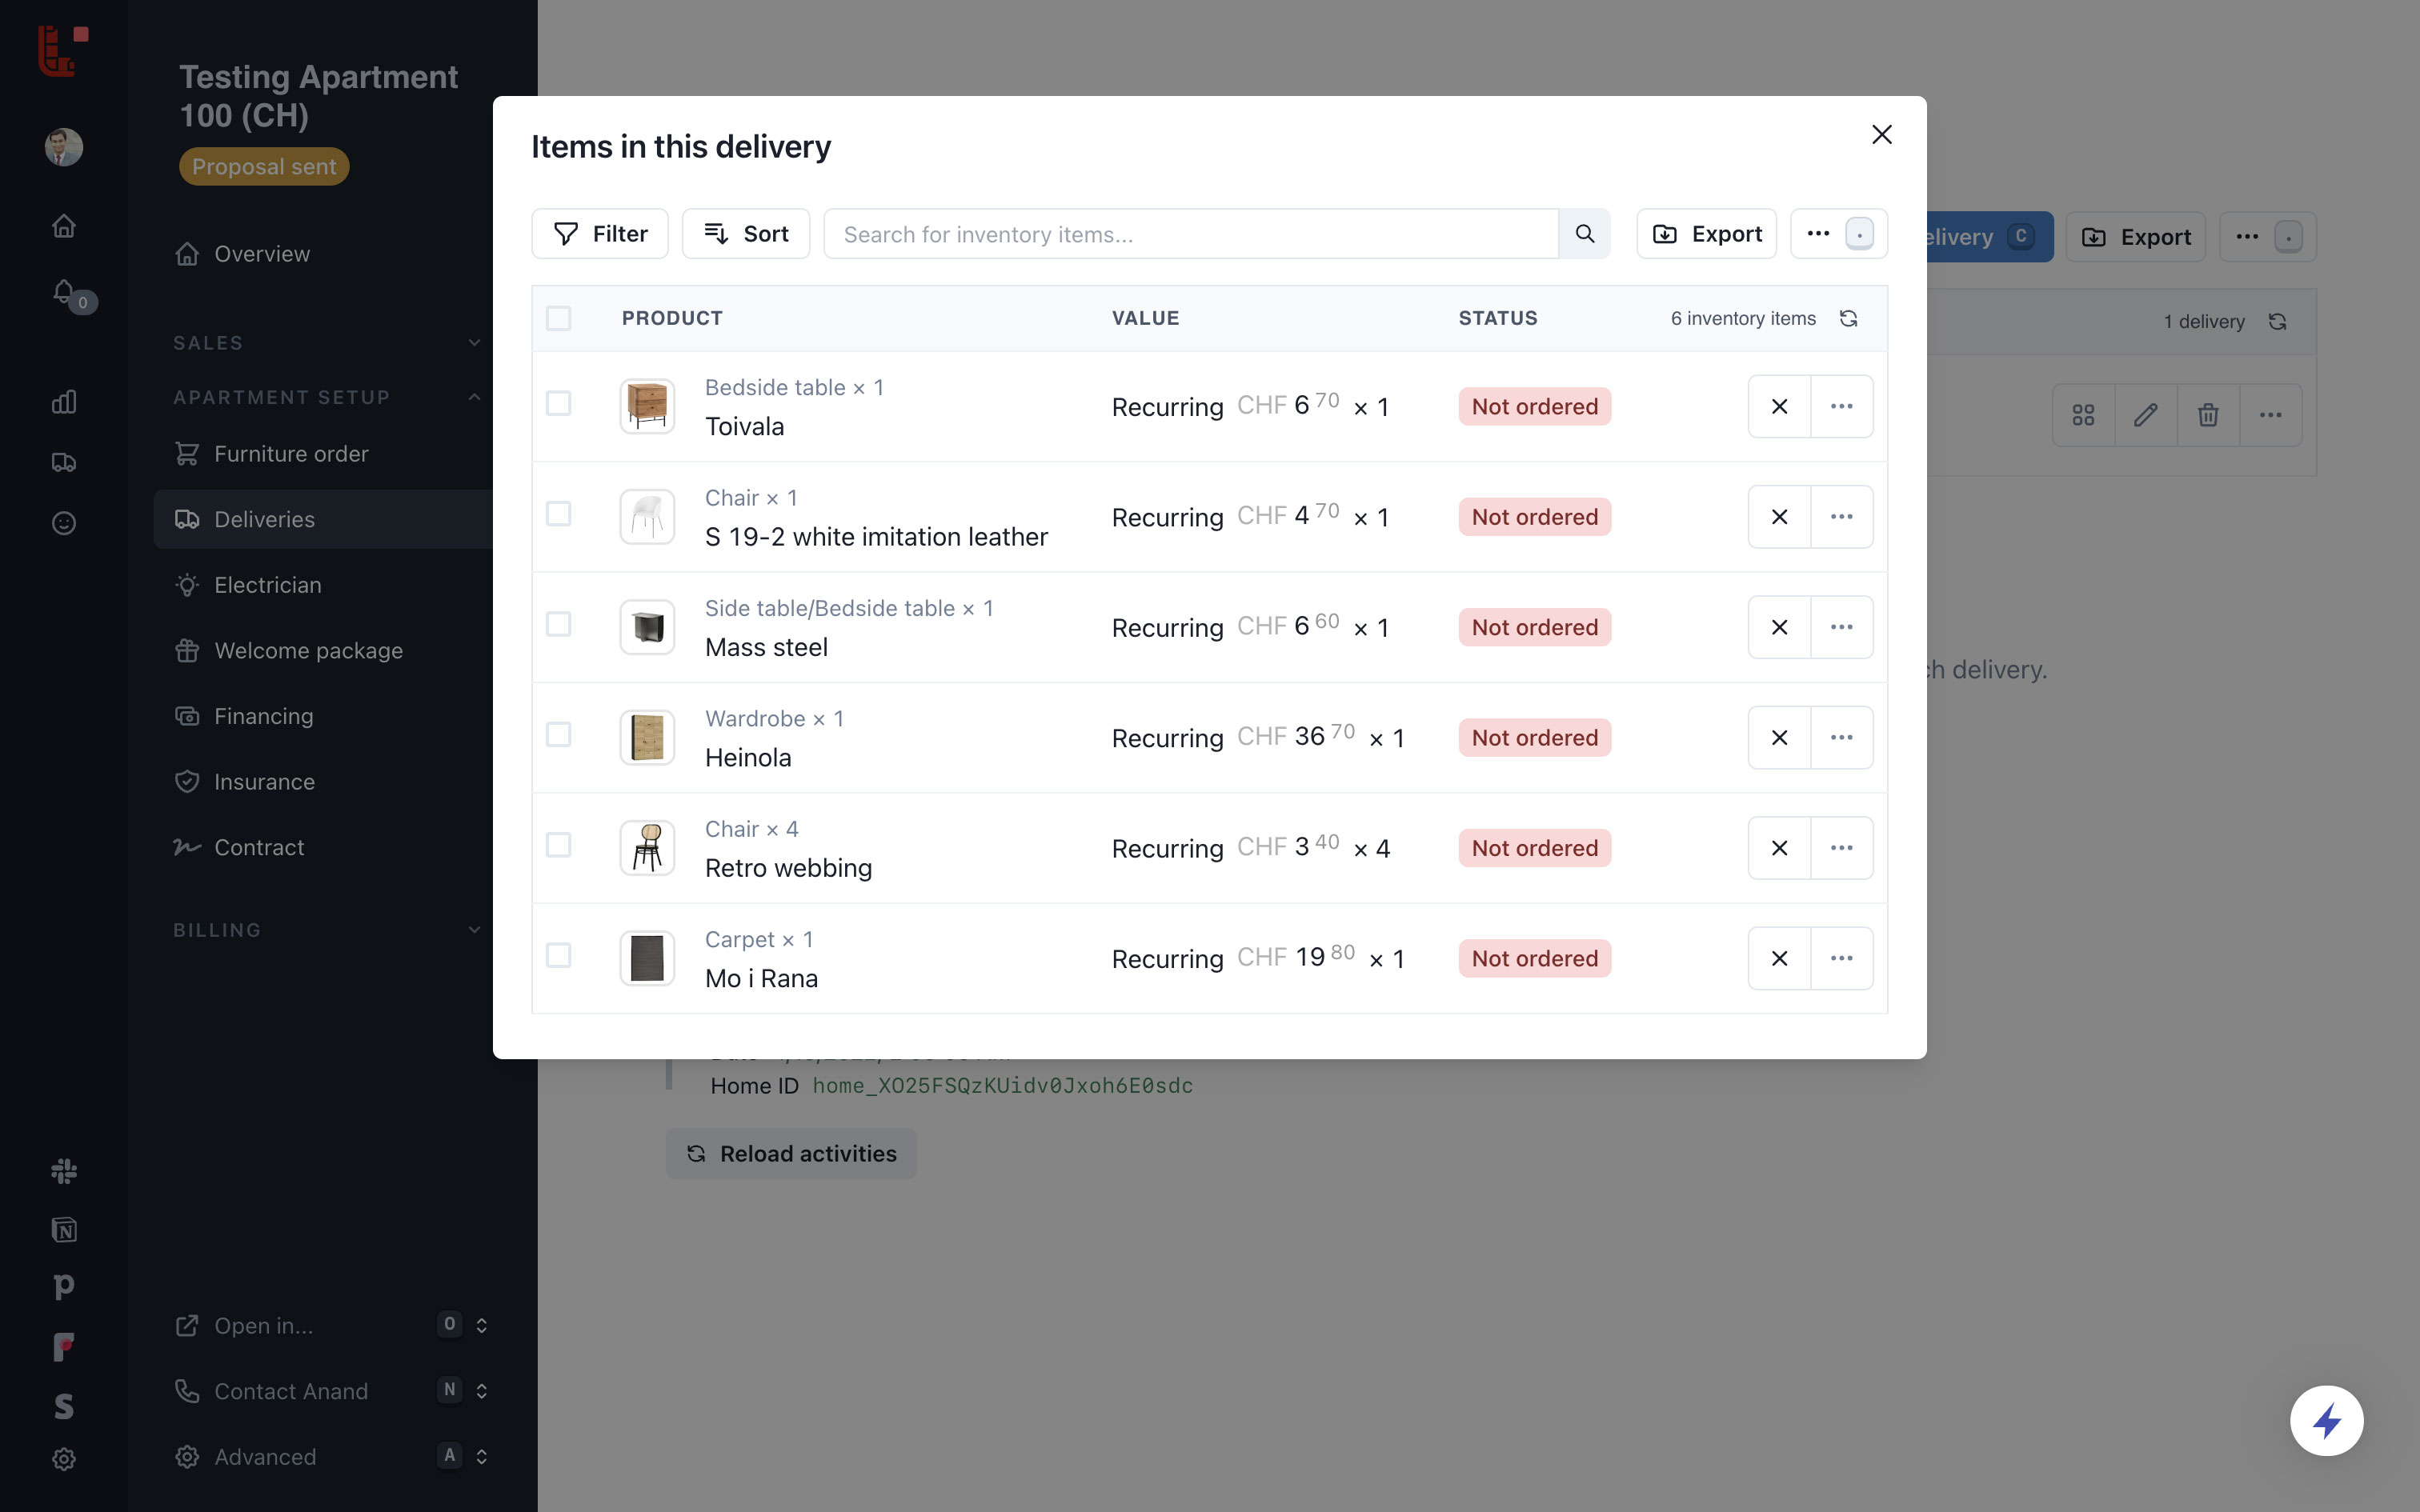 Testing Apartment
100 (CH)
Proposal sent
0
Overview
SALES
APARTMENT SETUP
Furniture order
Deliveries
Electrician
Welcome package
Financing
Insurance
Contract
BILLING
Open in... O
Contact Anand N
Advanced A
N
p
S
Items in this delivery
Filter
Sort
Search for inventory items...
Export
... .
PRODUCT VALUE STATUS 6 inventory items
Bedside table × 1
Toivala
Recurring CHF 6 70 × 1
Not ordered
Chair × 1
S 19-2 white imitation leather
Recurring CHF 4 70 × 1
Not ordered
Side table/Bedside table × 1
Mass steel
Recurring CHF 6 60 × 1
Not ordered
Wardrobe × 1
Heinola
Recurring CHF 36 70 × 1
Not ordered
Chair × 4
Retro webbing
Recurring CHF 3 40 × 4
Not ordered
Carpet × 1
Mo i Rana
Recurring CHF 19 80 × 1
Not ordered
elivery C
Export
... .
1 delivery
ch delivery.
Home ID home_XO25FSQzKUidv0Jxoh6E0sdc
Reload activities